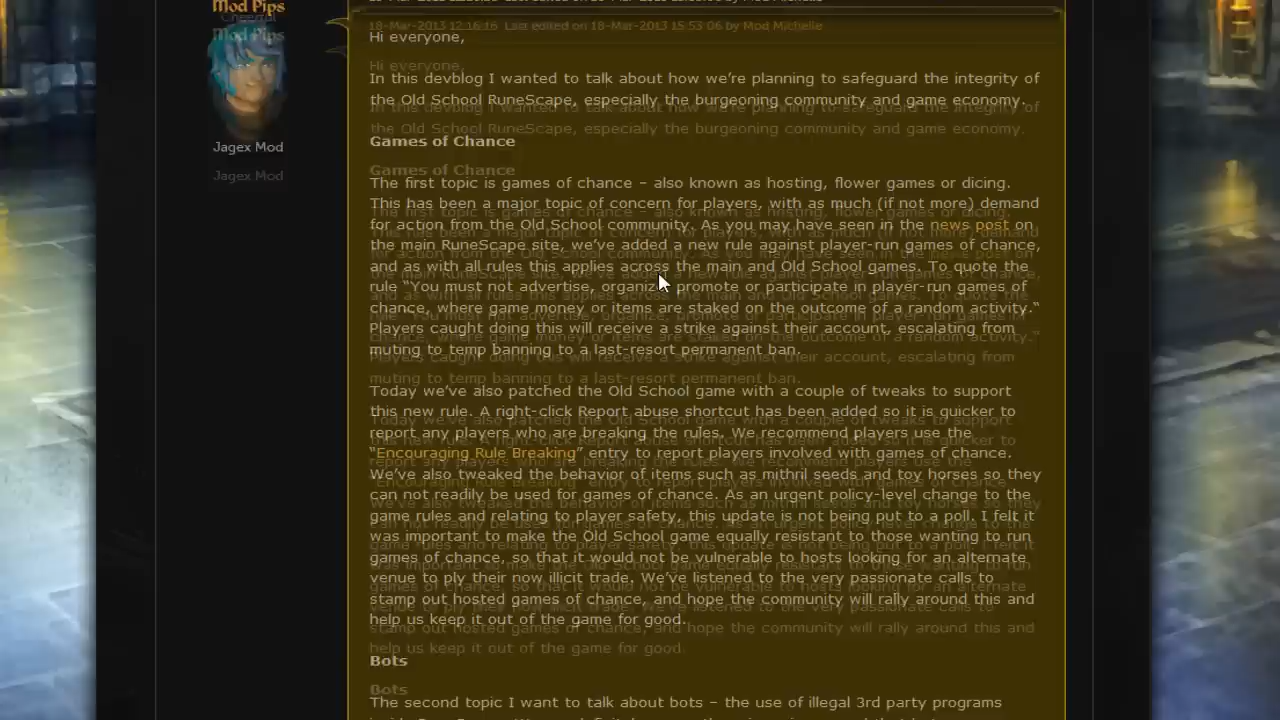 Mod Pips
Jagex Mod
18-Mar-2013 12:16:16 Last edited on 18-Mar-2013 15:53 06 by Mod Michelle
Hi everyone,
In this devblog I wanted to talk about how we're planning to safeguard the integrity of
the Old School RuneScape, especially the burgeoning community and game economy.
Games of Chance
The first topic is games of chance – also known as hosting, flower games or dicing.
This has been a major topic of concern for players, with as much (if not more) demand
for action from the Old School community. As you may have seen in the news post on
the main RuneScape site, we've added a new rule against player-run games of chance,
and as with all rules this applies across the main and Old School games. To quote the
rule "You must not advertise, organize, promote or participate in player-run games of
chance, where game money or items are staked on the outcome of a random activity."
Players caught doing this will receive a strike against their account, escalating from
muting to temp banning to a last-resort permanent ban.
Today we've also patched the Old School game with a couple of tweaks to support
this new rule. A right-click Report abuse shortcut has been added so it is quicker to
report any players who are breaking the rules. We recommend players use the
"Encouraging Rule Breaking" entry to report players involved with games of chance.
We've also tweaked the behavior of items such as mithril seeds and toy horses so they
can not readily be used for games of chance. As an urgent policy-level change to the
game rules and relating to player safety, this update is not being put to a poll. I felt it
was important to make the Old School game equally resistant to those wanting to run
games of chance, so that it would not be vulnerable to hosts looking for an alternate
venue to ply their now illicit trade. We've listened to the very passionate calls to
stamp out hosted games of chance, and hope the community will rally around this and
help us keep it out of the game for good.
Bots
The second topic I want to talk about bots – the use of illegal 3rd party programs